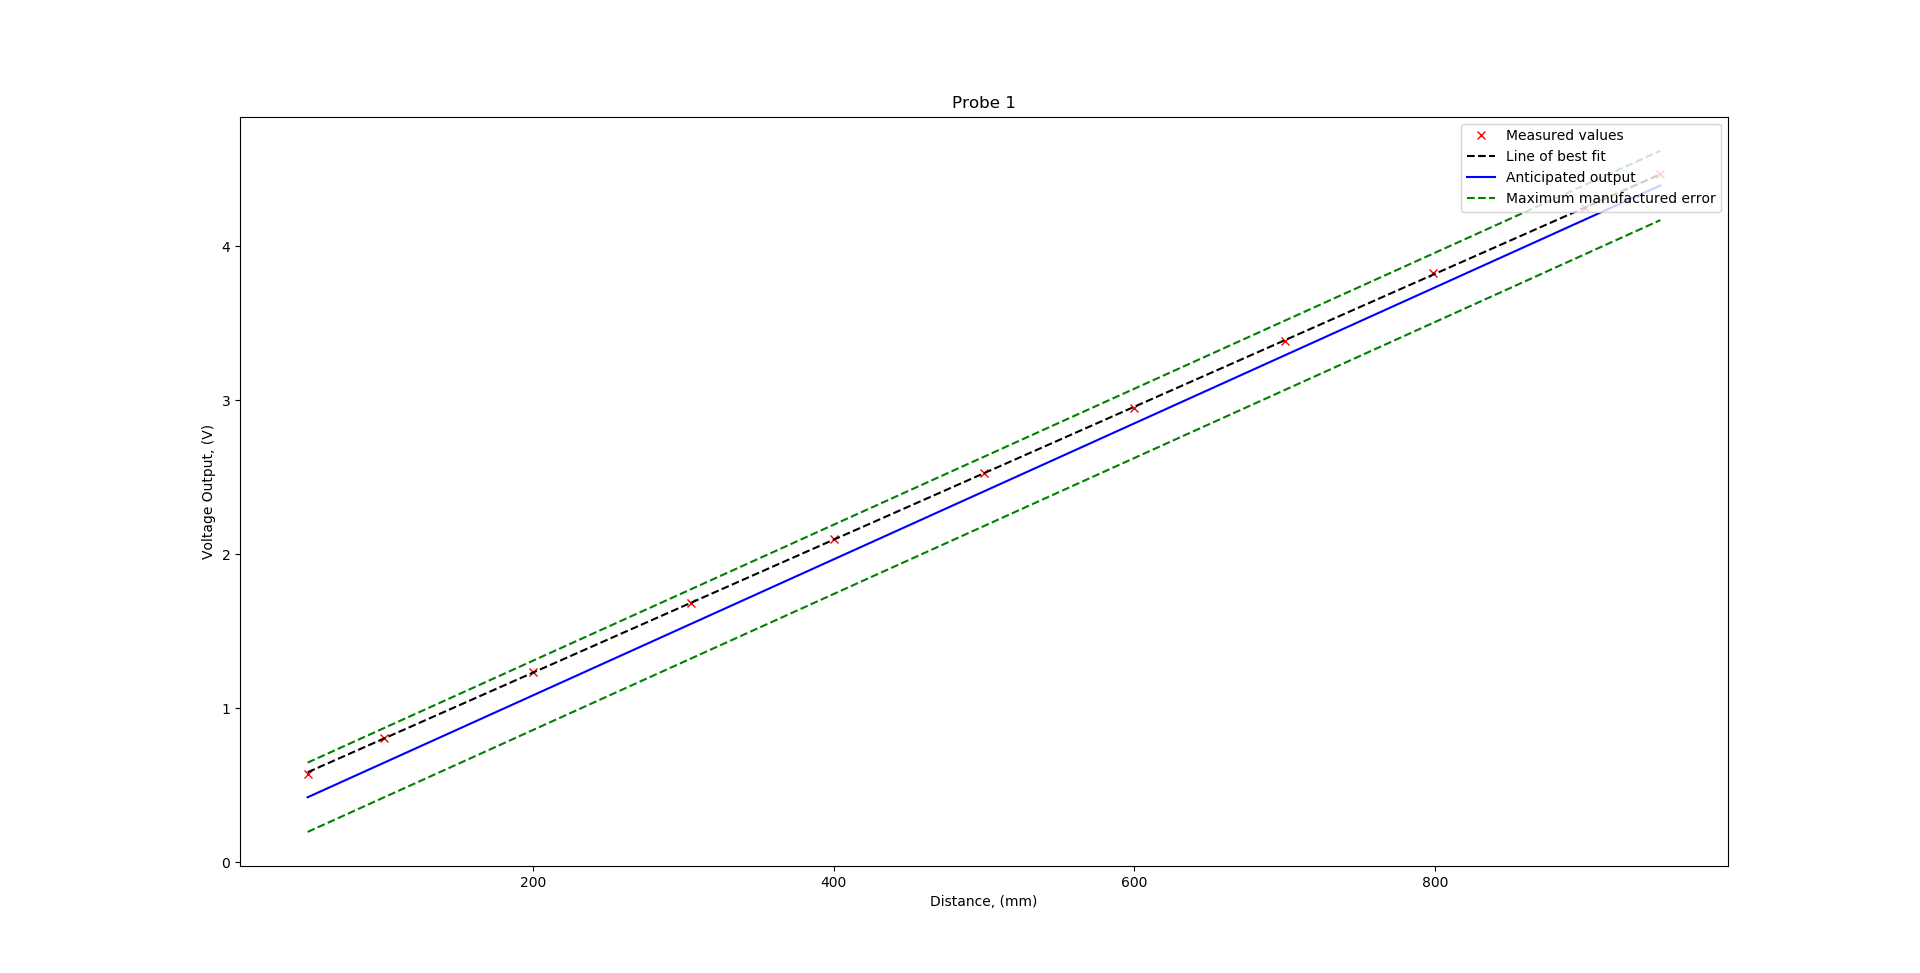 Probe 1
Measured values
Line of best fit
Anticipated output
Maximum manufactured error
4
3
2
1
0
Voltage Output, (V)
200
400
600
800
Distance, (mm)